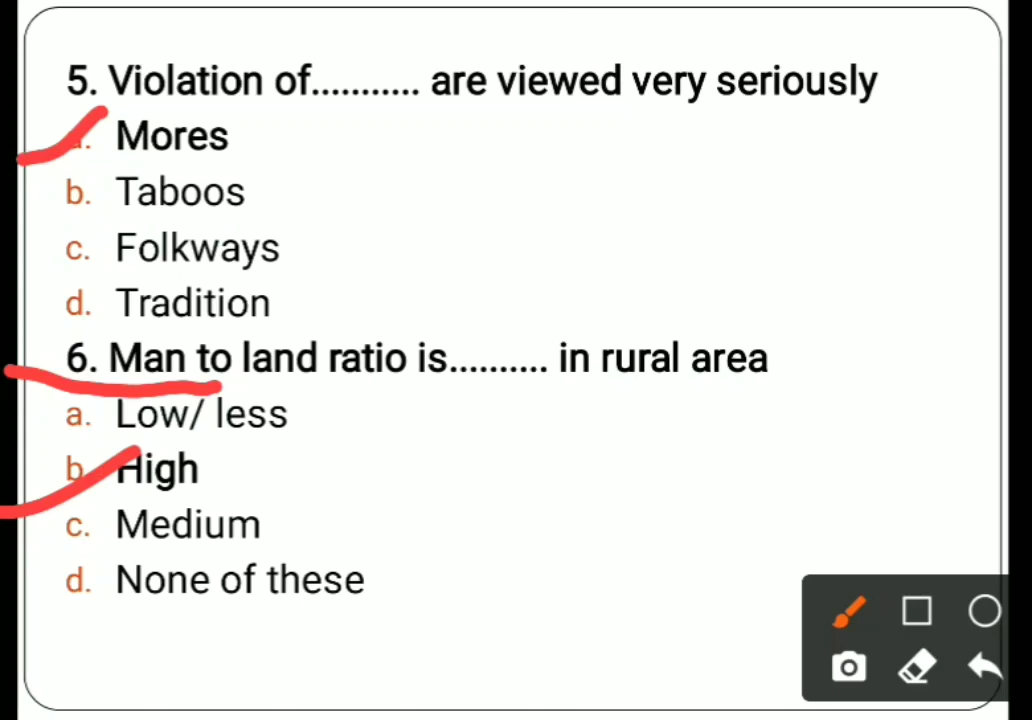 5. Violation of........... are viewed very seriously
a. Mores
b. Taboos
c. Folkways
d. Tradition
6. Man to land ratio is.......... in rural area
a. Low/ less
b. High
c. Medium
d. None of these